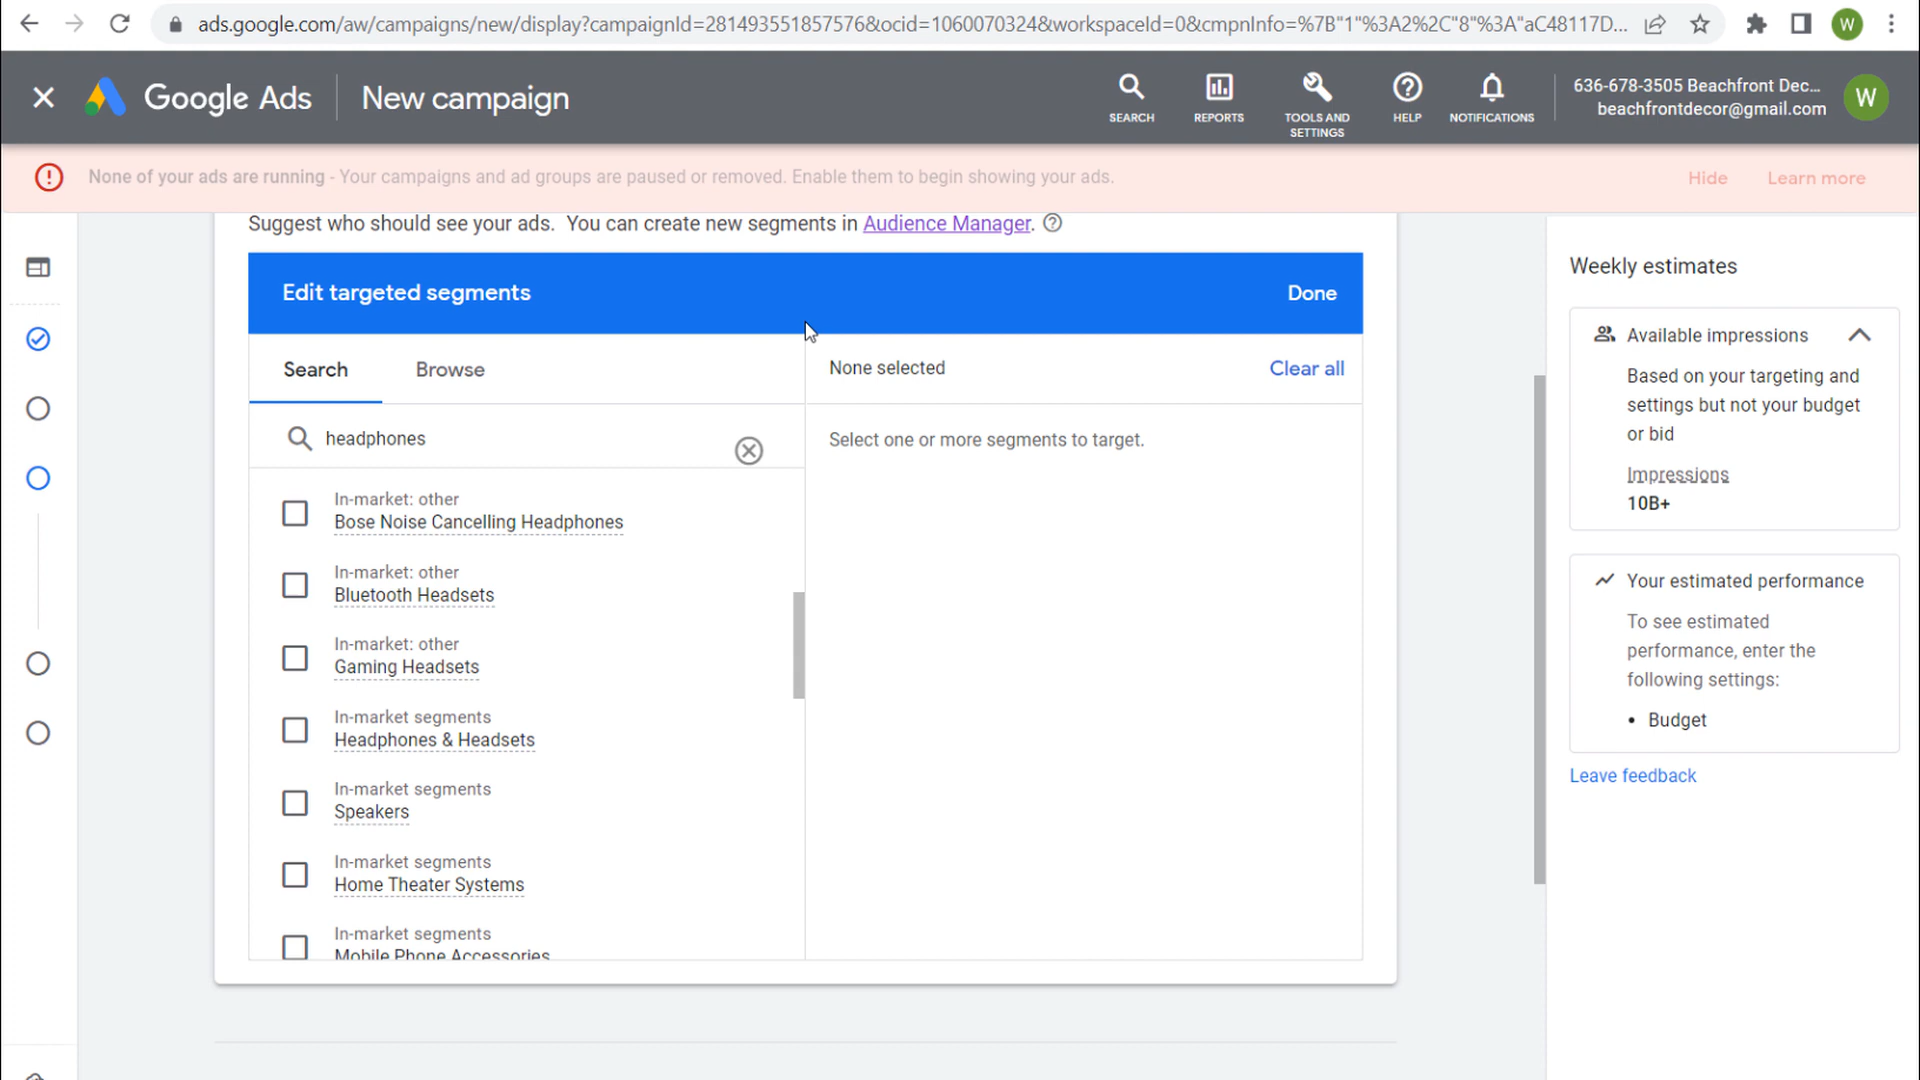 ads.google.com/aw/campaigns/new/display?campaignId=281493551857576&ocid=1060070324&workspaceId=0&cmpnInfo=%7B"1"%3A2%2C"8"%3A"aC48117D...
W
Google Ads
New campaign
SEARCH
REPORTS
TOOLS AND
SETTINGS
HELP
NOTIFICATIONS
636-678-3505 Beachfront Dec...
beachfrontdecor@gmail.com
W
None of your ads are running - Your campaigns and ad groups are paused or removed. Enable them to begin showing your ads.
Hide
Learn more
Suggest who should see your ads. You can create new segments in Audience Manager.
Edit targeted segments
Done
Search
Browse
None selected
Clear all
headphones
Select one or more segments to target.
In-market: other
Bose Noise Cancelling Headphones
In-market: other
Bluetooth Headsets
In-market: other
Gaming Headsets
In-market segments
Headphones & Headsets
In-market segments
Speakers
In-market segments
Home Theater Systems
In-market segments
Mobile Phone Accessories
Weekly estimates
Available impressions
Based on your targeting and
settings but not your budget
or bid
Impressions
10B+
Your estimated performance
To see estimated
performance, enter the
following settings:
• Budget
Leave feedback